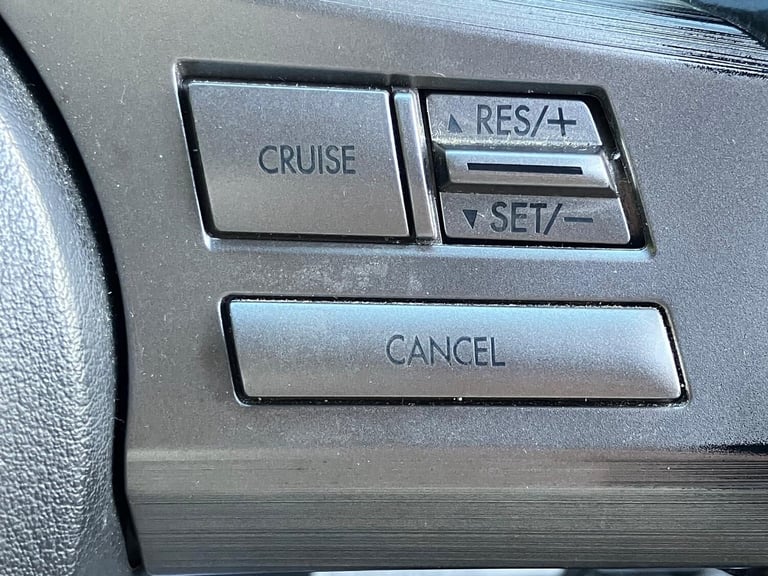 CRUISE
▲ RES/+
▼ SET/−
CANCEL